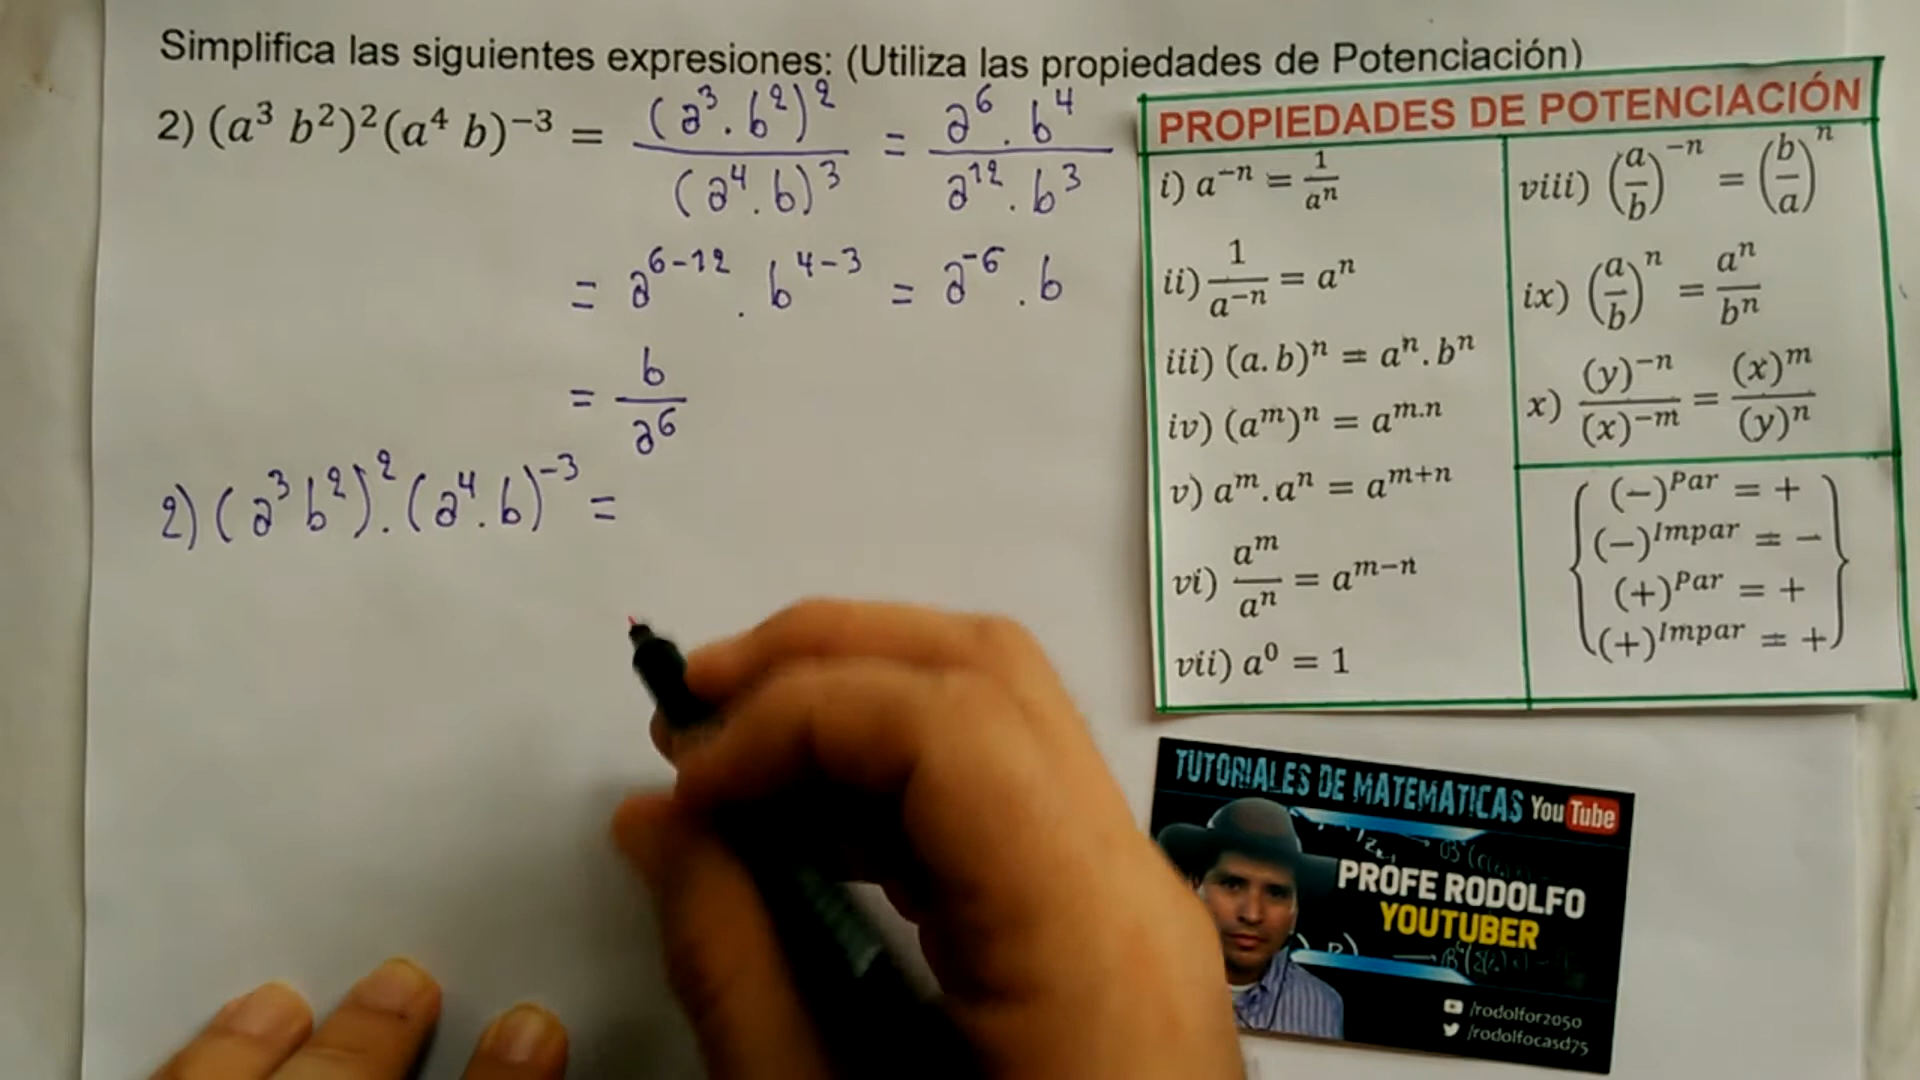 Simplifica las siguientes expresiones: (Utiliza las propiedades de Potenciación)
2) (a³ b²)²(a⁴ b)⁻³ = (a³.b²)² / (a⁴.b)³ = a⁶.b⁴ / a¹².b³
= a⁶⁻¹².b⁴⁻³ = a⁻⁶.b
= b / a⁶
2) (a³b²)².(a⁴.b)⁻³ =
PROPIEDADES DE POTENCIACIÓN
i) a⁻ⁿ = 1/aⁿ
ii) 1/a⁻ⁿ = aⁿ
iii) (a.b)ⁿ = aⁿ.bⁿ
iv) (aᵐ)ⁿ = aᵐ·ⁿ
v) aᵐ.aⁿ = aᵐ⁺ⁿ
vi) aᵐ/aⁿ = aᵐ⁻ⁿ
vii) a⁰ = 1
viii) (a/b)⁻ⁿ = (b/a)ⁿ
ix) (a/b)ⁿ = aⁿ/bⁿ
x) (y)⁻ⁿ/(x)⁻ᵐ = (x)ᵐ/(y)ⁿ
(−)^Par = +
(−)^Impar = −
(+)^Par = +
(+)^Impar = +
TUTORIALES DE MATEMATICAS YouTube
PROFE RODOLFO
YOUTUBER
/rodolfor2050
/rodolfocasd75